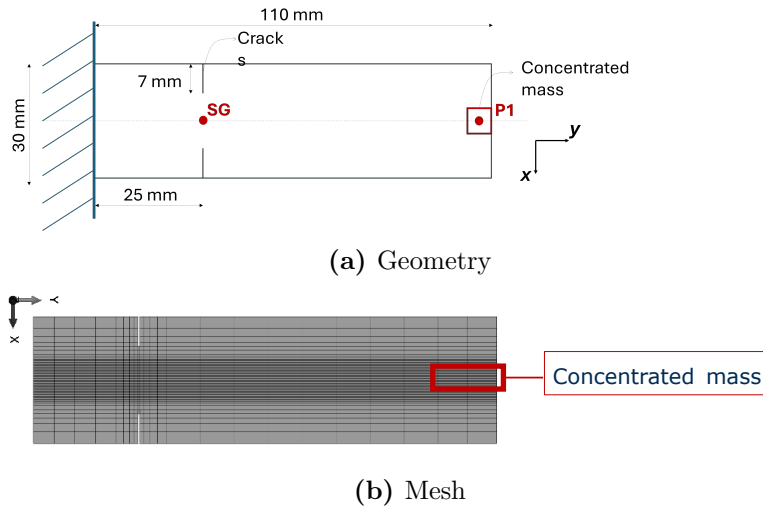 110 mm
Crack
s
7 mm
Concentrated
mass
SG
P1
30 mm
y
x
25 mm
(a) Geometry
Y
X
Concentrated mass
(b) Mesh